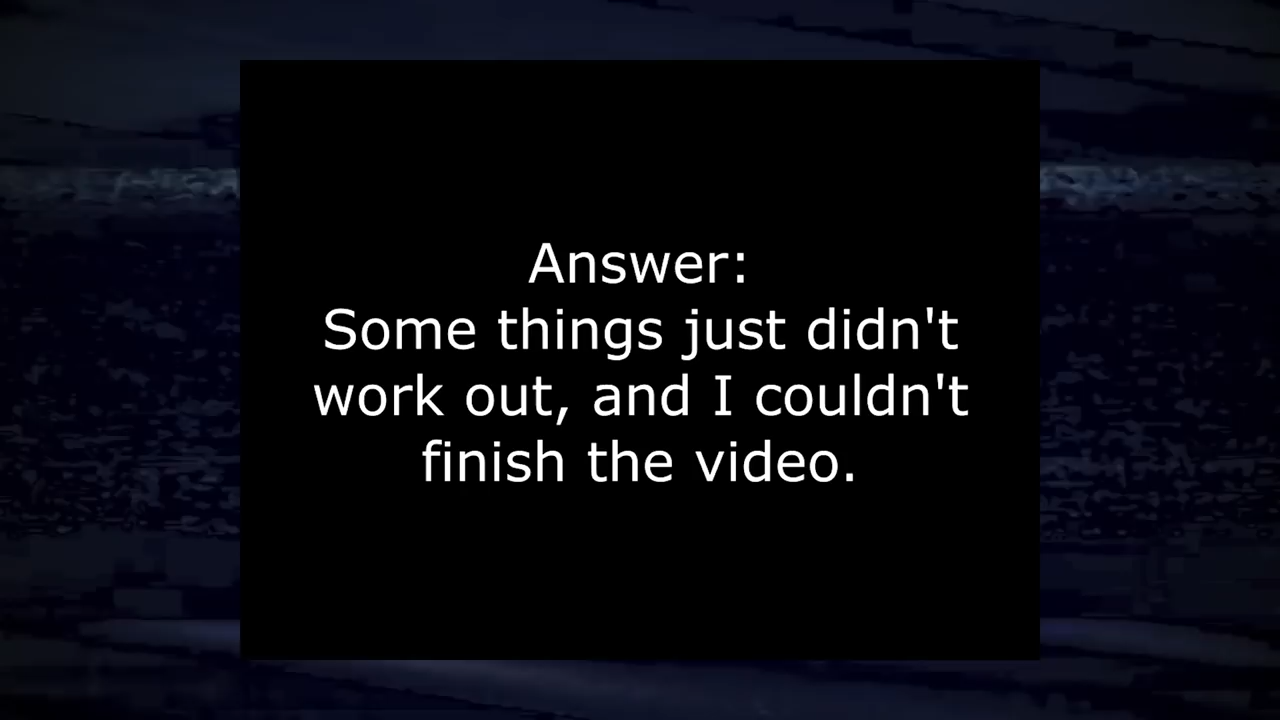 Answer:
Some things just didn't
work out, and I couldn't
finish the video.